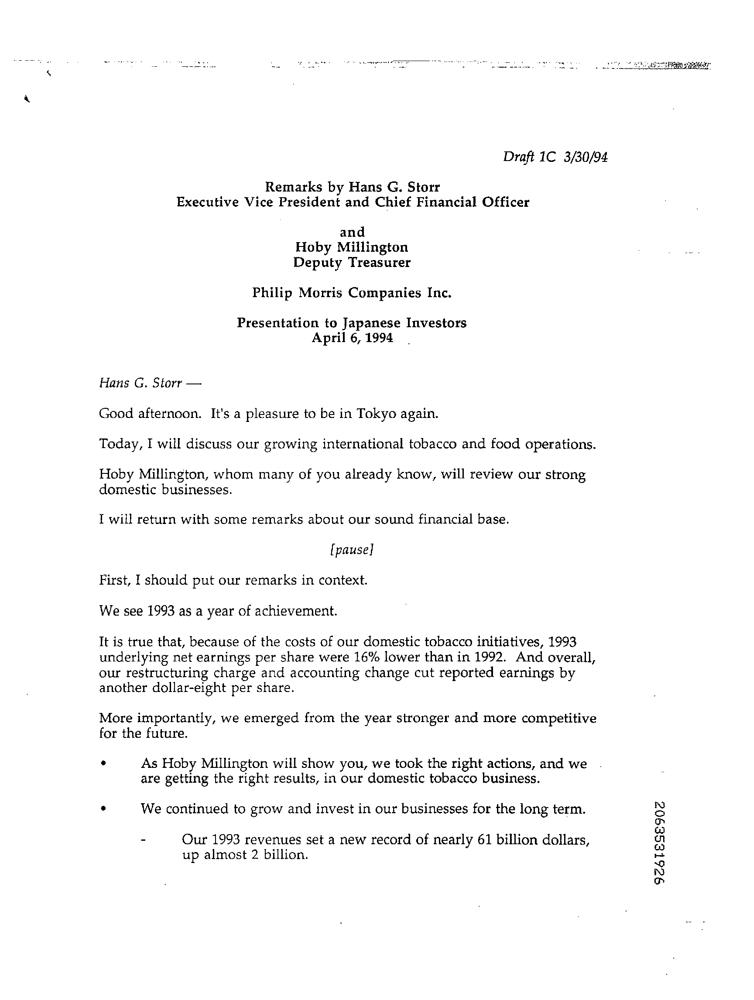 Draft 1C 3/30/94
Remarks by Hans G. Storr
Executive Vice President and Chief Financial Officer
and
Hoby Millington
Deputy Treasurer
Philip Morris Companies Inc.
Presentation to Japanese Investors
April 6, 1994
Hans G. Storr —
Good afternoon. It's a pleasure to be in Tokyo again.
Today, I will discuss our growing international tobacco and food operations.
Hoby Millington, whom many of you already know, will review our strong
domestic businesses.
I will return with some remarks about our sound financial base.
[pause]
First, I should put our remarks in context.
We see 1993 as a year of achievement.
It is true that, because of the costs of our domestic tobacco initiatives, 1993
underlying net earnings per share were 16% lower than in 1992. And overall,
our restructuring charge and accounting change cut reported earnings by
another dollar-eight per share.
More importantly, we emerged from the year stronger and more competitive
for the future.
• As Hoby Millington will show you, we took the right actions, and we
are getting the right results, in our domestic tobacco business.
• We continued to grow and invest in our businesses for the long term.
- Our 1993 revenues set a new record of nearly 61 billion dollars,
up almost 2 billion.
2063531926